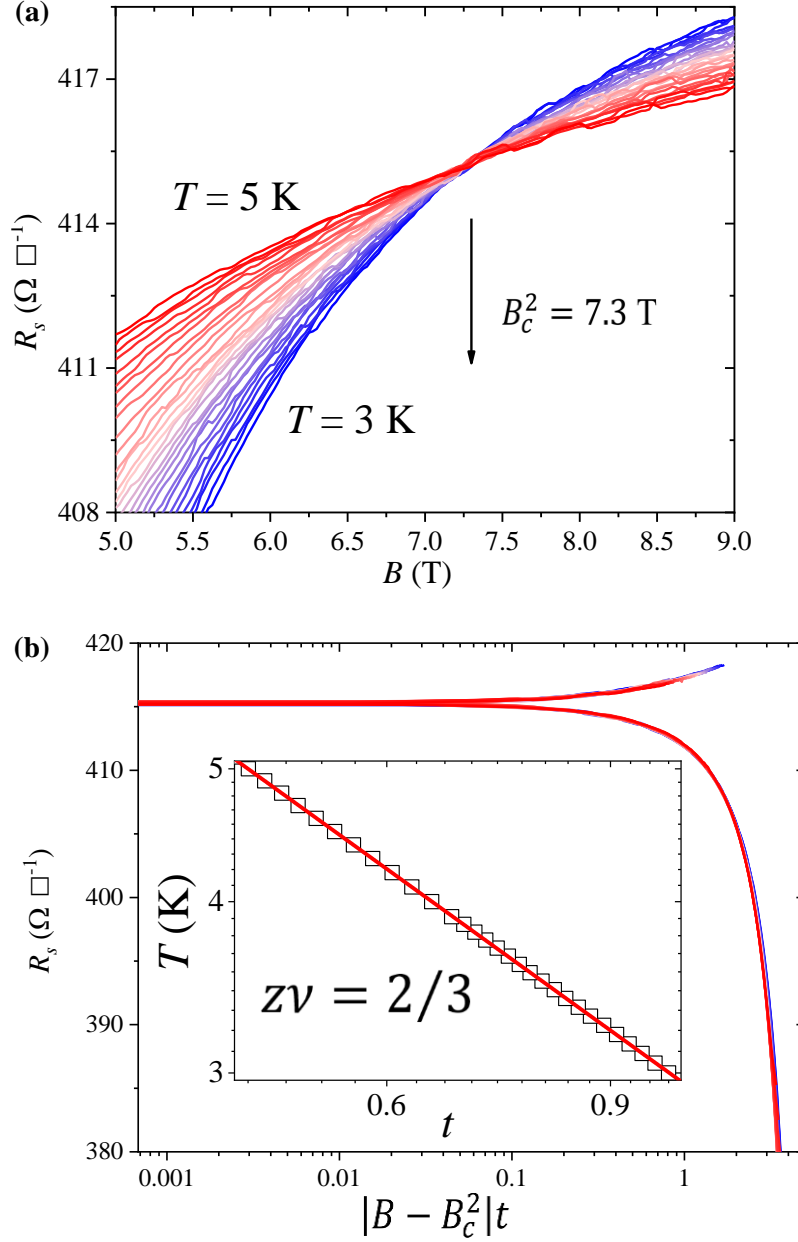 (a)
417
414
411
408
R_s (Ω □⁻¹)
T = 5 K
B_c^2 = 7.3 T
T = 3 K
5.0 5.5 6.0 6.5 7.0 7.5 8.0 8.5 9.0
B (T)
(b)
420
410
400
390
380
R_s (Ω □⁻¹)
5
4
3
T (K)
zν = 2/3
0.6 0.9
t
0.001 0.01 0.1 1
|B − B_c^2|t